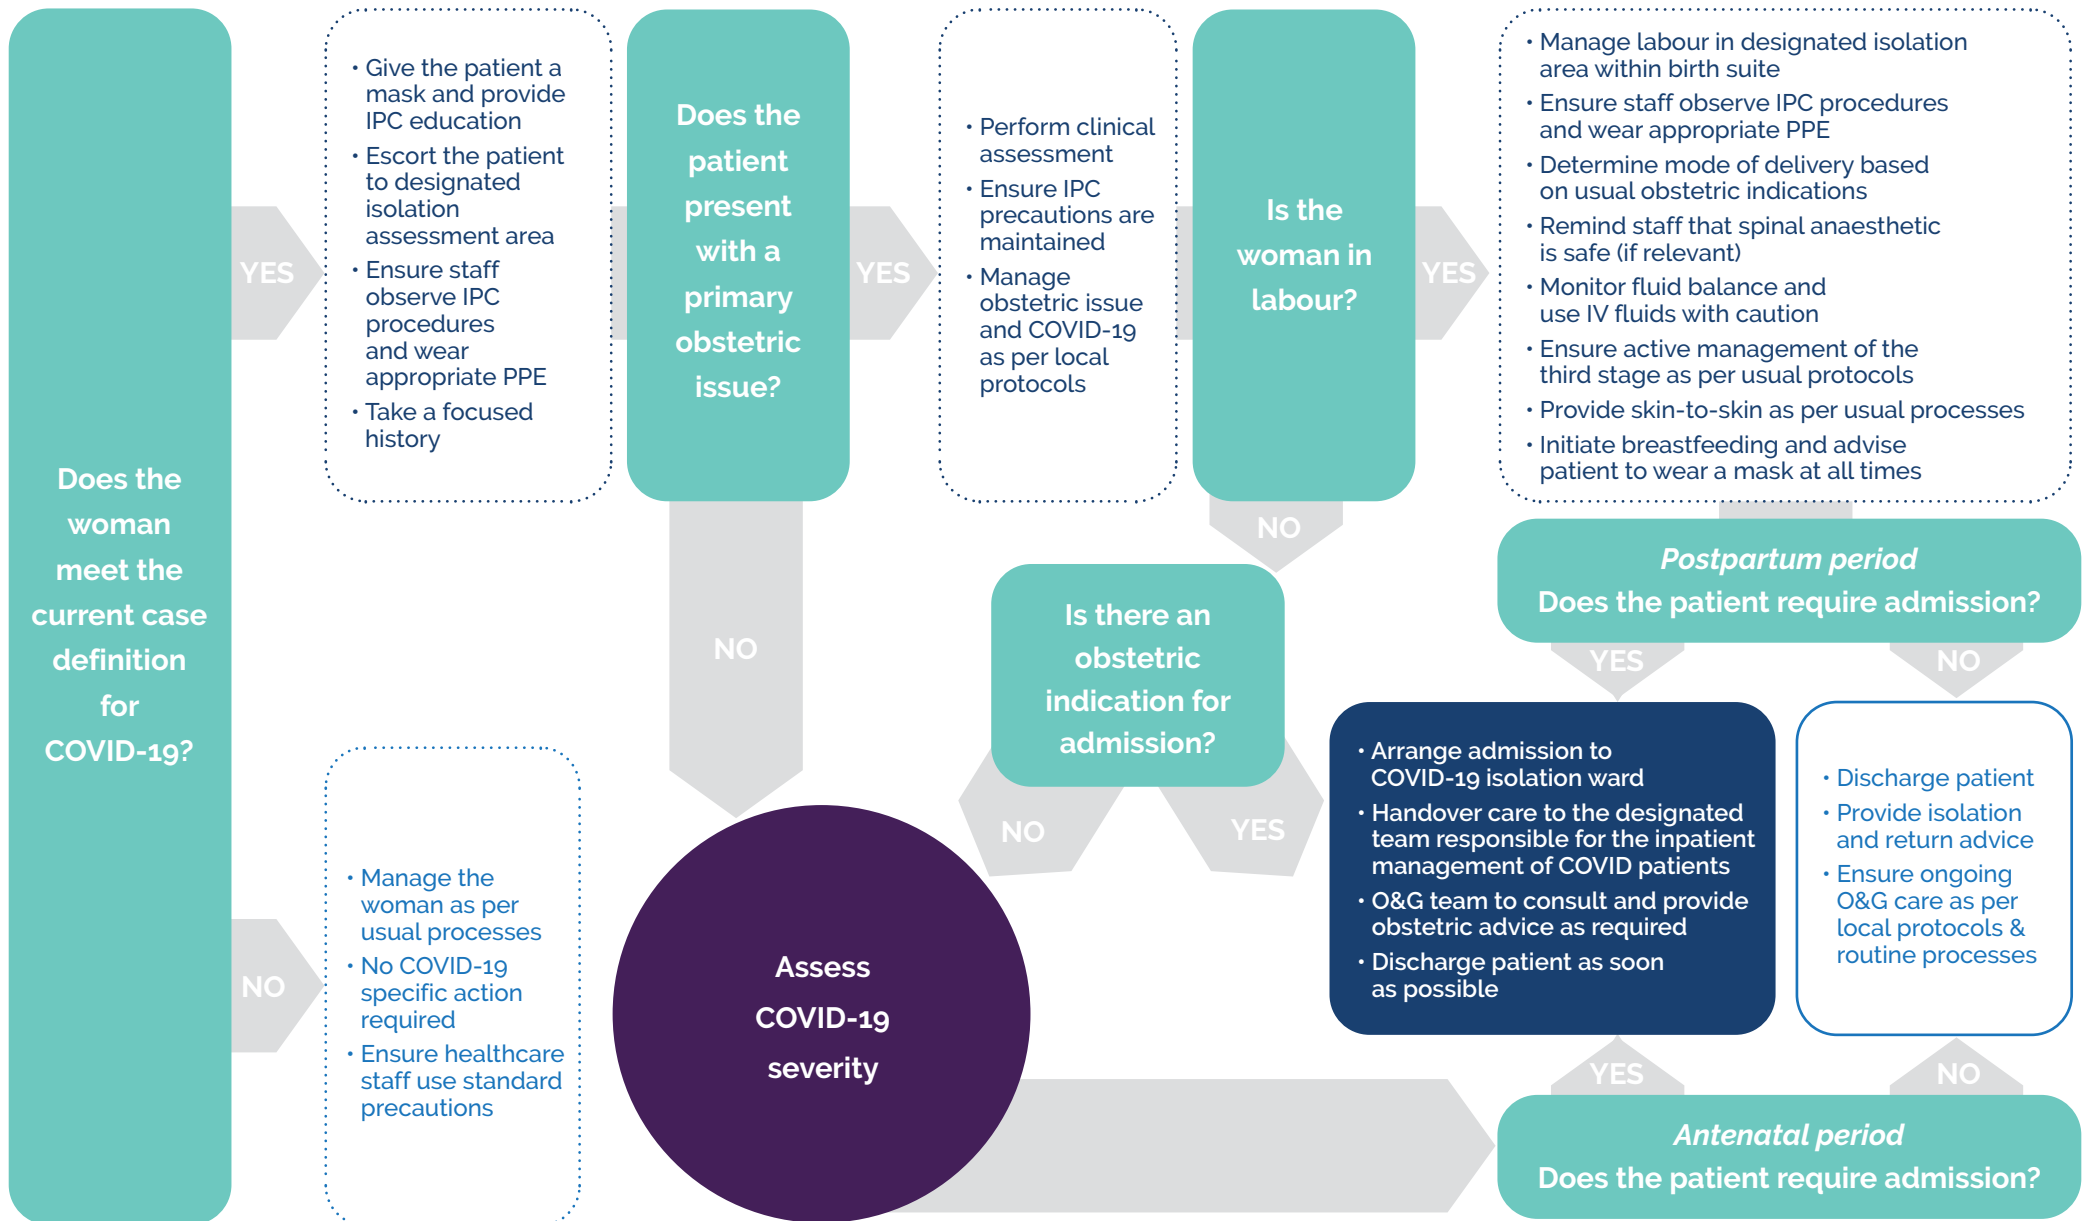 Does the
woman
meet the
current case
definition
for
COVID-19?
YES
• Give the patient a
mask and provide
IPC education
• Escort the patient
to designated
isolation
assessment area
• Ensure staff
observe IPC
procedures
and wear
appropriate PPE
• Take a focused
history
Does the
patient
present
with a
primary
obstetric
issue?
YES
• Perform clinical
assessment
• Ensure IPC
precautions are
maintained
• Manage
obstetric issue
and COVID-19
as per local
protocols
Is the
woman in
labour?
YES
• Manage labour in designated isolation
area within birth suite
• Ensure staff observe IPC procedures
and wear appropriate PPE
• Determine mode of delivery based
on usual obstetric indications
• Remind staff that spinal anaesthetic
is safe (if relevant)
• Monitor fluid balance and
use IV fluids with caution
• Ensure active management of the
third stage as per usual protocols
• Provide skin-to-skin as per usual processes
• Initiate breastfeeding and advise
patient to wear a mask at all times
NO
NO
Is there an
obstetric
indication for
admission?
NO
YES
Postpartum period
Does the patient require admission?
YES
NO
• Arrange admission to
COVID-19 isolation ward
• Handover care to the designated
team responsible for the inpatient
management of COVID patients
• O&G team to consult and provide
obstetric advice as required
• Discharge patient as soon
as possible
• Discharge patient
• Provide isolation
and return advice
• Ensure ongoing
O&G care as per
local protocols &
routine processes
NO
• Manage the
woman as per
usual processes
• No COVID-19
specific action
required
• Ensure healthcare
staff use standard
precautions
Assess
COVID-19
severity
YES
NO
Antenatal period
Does the patient require admission?